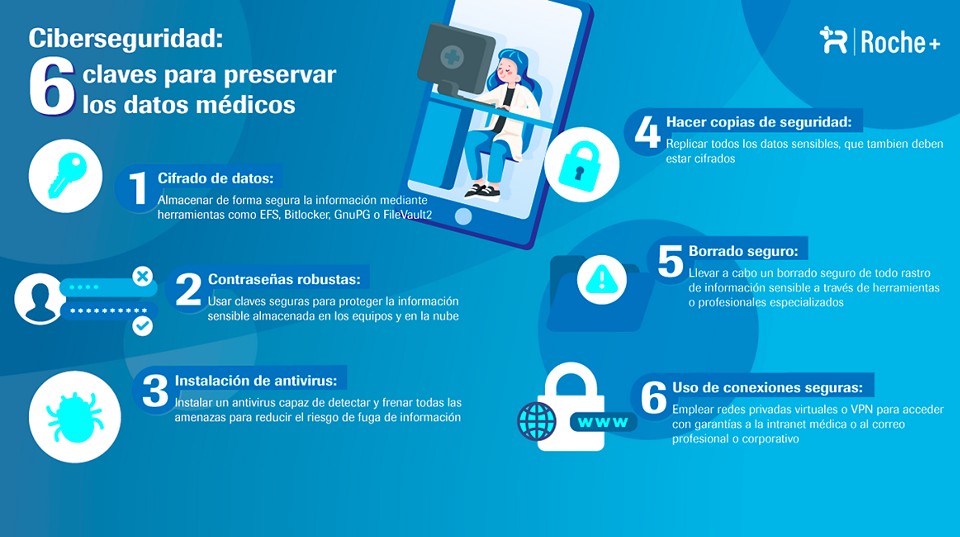 Ciberseguridad:
6 claves para preservar
los datos médicos
Roche+
1 Cifrado de datos:
Almacenar de forma segura la información mediante
herramientas como EFS, Bitlocker, GnuPG o FileVault2
2 Contraseñas robustas:
Usar claves seguras para proteger la información
sensible almacenada en los equipos y en la nube
3 Instalación de antivirus:
Instalar un antivirus capaz de detectar y frenar todas las
amenazas para reducir el riesgo de fuga de información
4 Hacer copias de seguridad:
Replicar todos los datos sensibles, que tambien deben
estar cifrados
5 Borrado seguro:
Llevar a cabo un borrado seguro de todo rastro
de información sensible a través de herramientas
o profesionales especializados
6 Uso de conexiones seguras:
Emplear redes privadas virtuales o VPN para acceder
con garantías a la intranet médica o al correo
profesional o corporativo
www